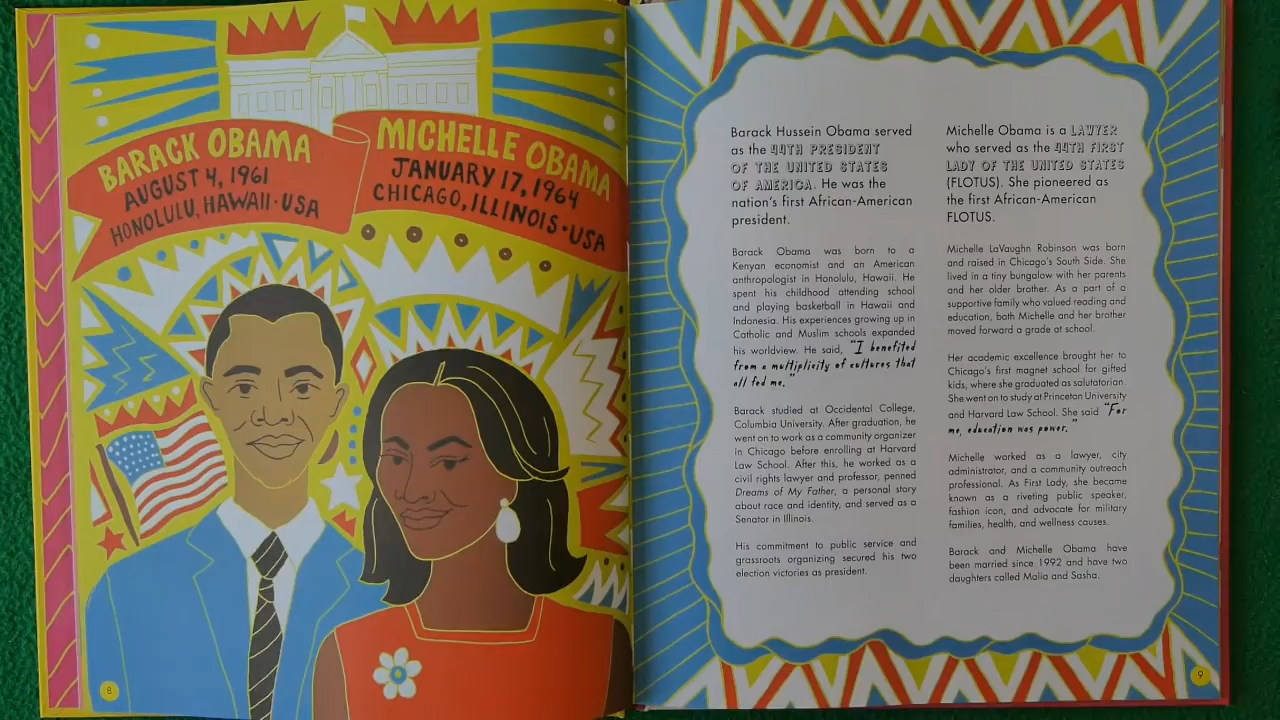 BARACK OBAMA
AUGUST 4, 1961
HONOLULU, HAWAII • USA
MICHELLE OBAMA
JANUARY 17, 1964
CHICAGO, ILLINOIS • USA
8
Barack Hussein Obama served
as the 44TH PRESIDENT
OF THE UNITED STATES
OF AMERICA. He was the
nation's first African-American
president.
Barack Obama was born to a
Kenyan economist and an American
anthropologist in Honolulu, Hawaii. He
spent his childhood attending school
and playing basketball in Hawaii and
Indonesia. His experiences growing up in
Catholic and Muslim schools expanded
his worldview. He said, "I benefited
from a multiplicity of cultures that
all fed me."
Barack studied at Occidental College,
Columbia University. After graduation, he
went on to work as a community organizer
in Chicago before enrolling at Harvard
Law School. After this, he worked as a
civil rights lawyer and professor, penned
Dreams of My Father, a personal story
about race and identity, and served as a
Senator in Illinois.
His commitment to public service and
grassroots organizing secured his two
election victories as president.
Michelle Obama is a LAWYER
who served as the 44TH FIRST
LADY OF THE UNITED STATES
(FLOTUS). She pioneered as
the first African-American
FLOTUS.
Michelle LaVaughn Robinson was born
and raised in Chicago's South Side. She
lived in a tiny bungalow with her parents
and her older brother. As a part of a
supportive family who valued reading and
education, both Michelle and her brother
moved forward a grade at school.
Her academic excellence brought her to
Chicago's first magnet school for gifted
kids, where she graduated as salutatorian.
She went on to study at Princeton University
and Harvard Law School. She said "For
me, education was power."
Michelle worked as a lawyer, city
administrator, and a community outreach
professional. As First Lady, she became
known as a riveting public speaker,
fashion icon, and advocate for military
families, health, and wellness causes.
Barack and Michelle Obama have
been married since 1992 and have two
daughters called Malia and Sasha.
9